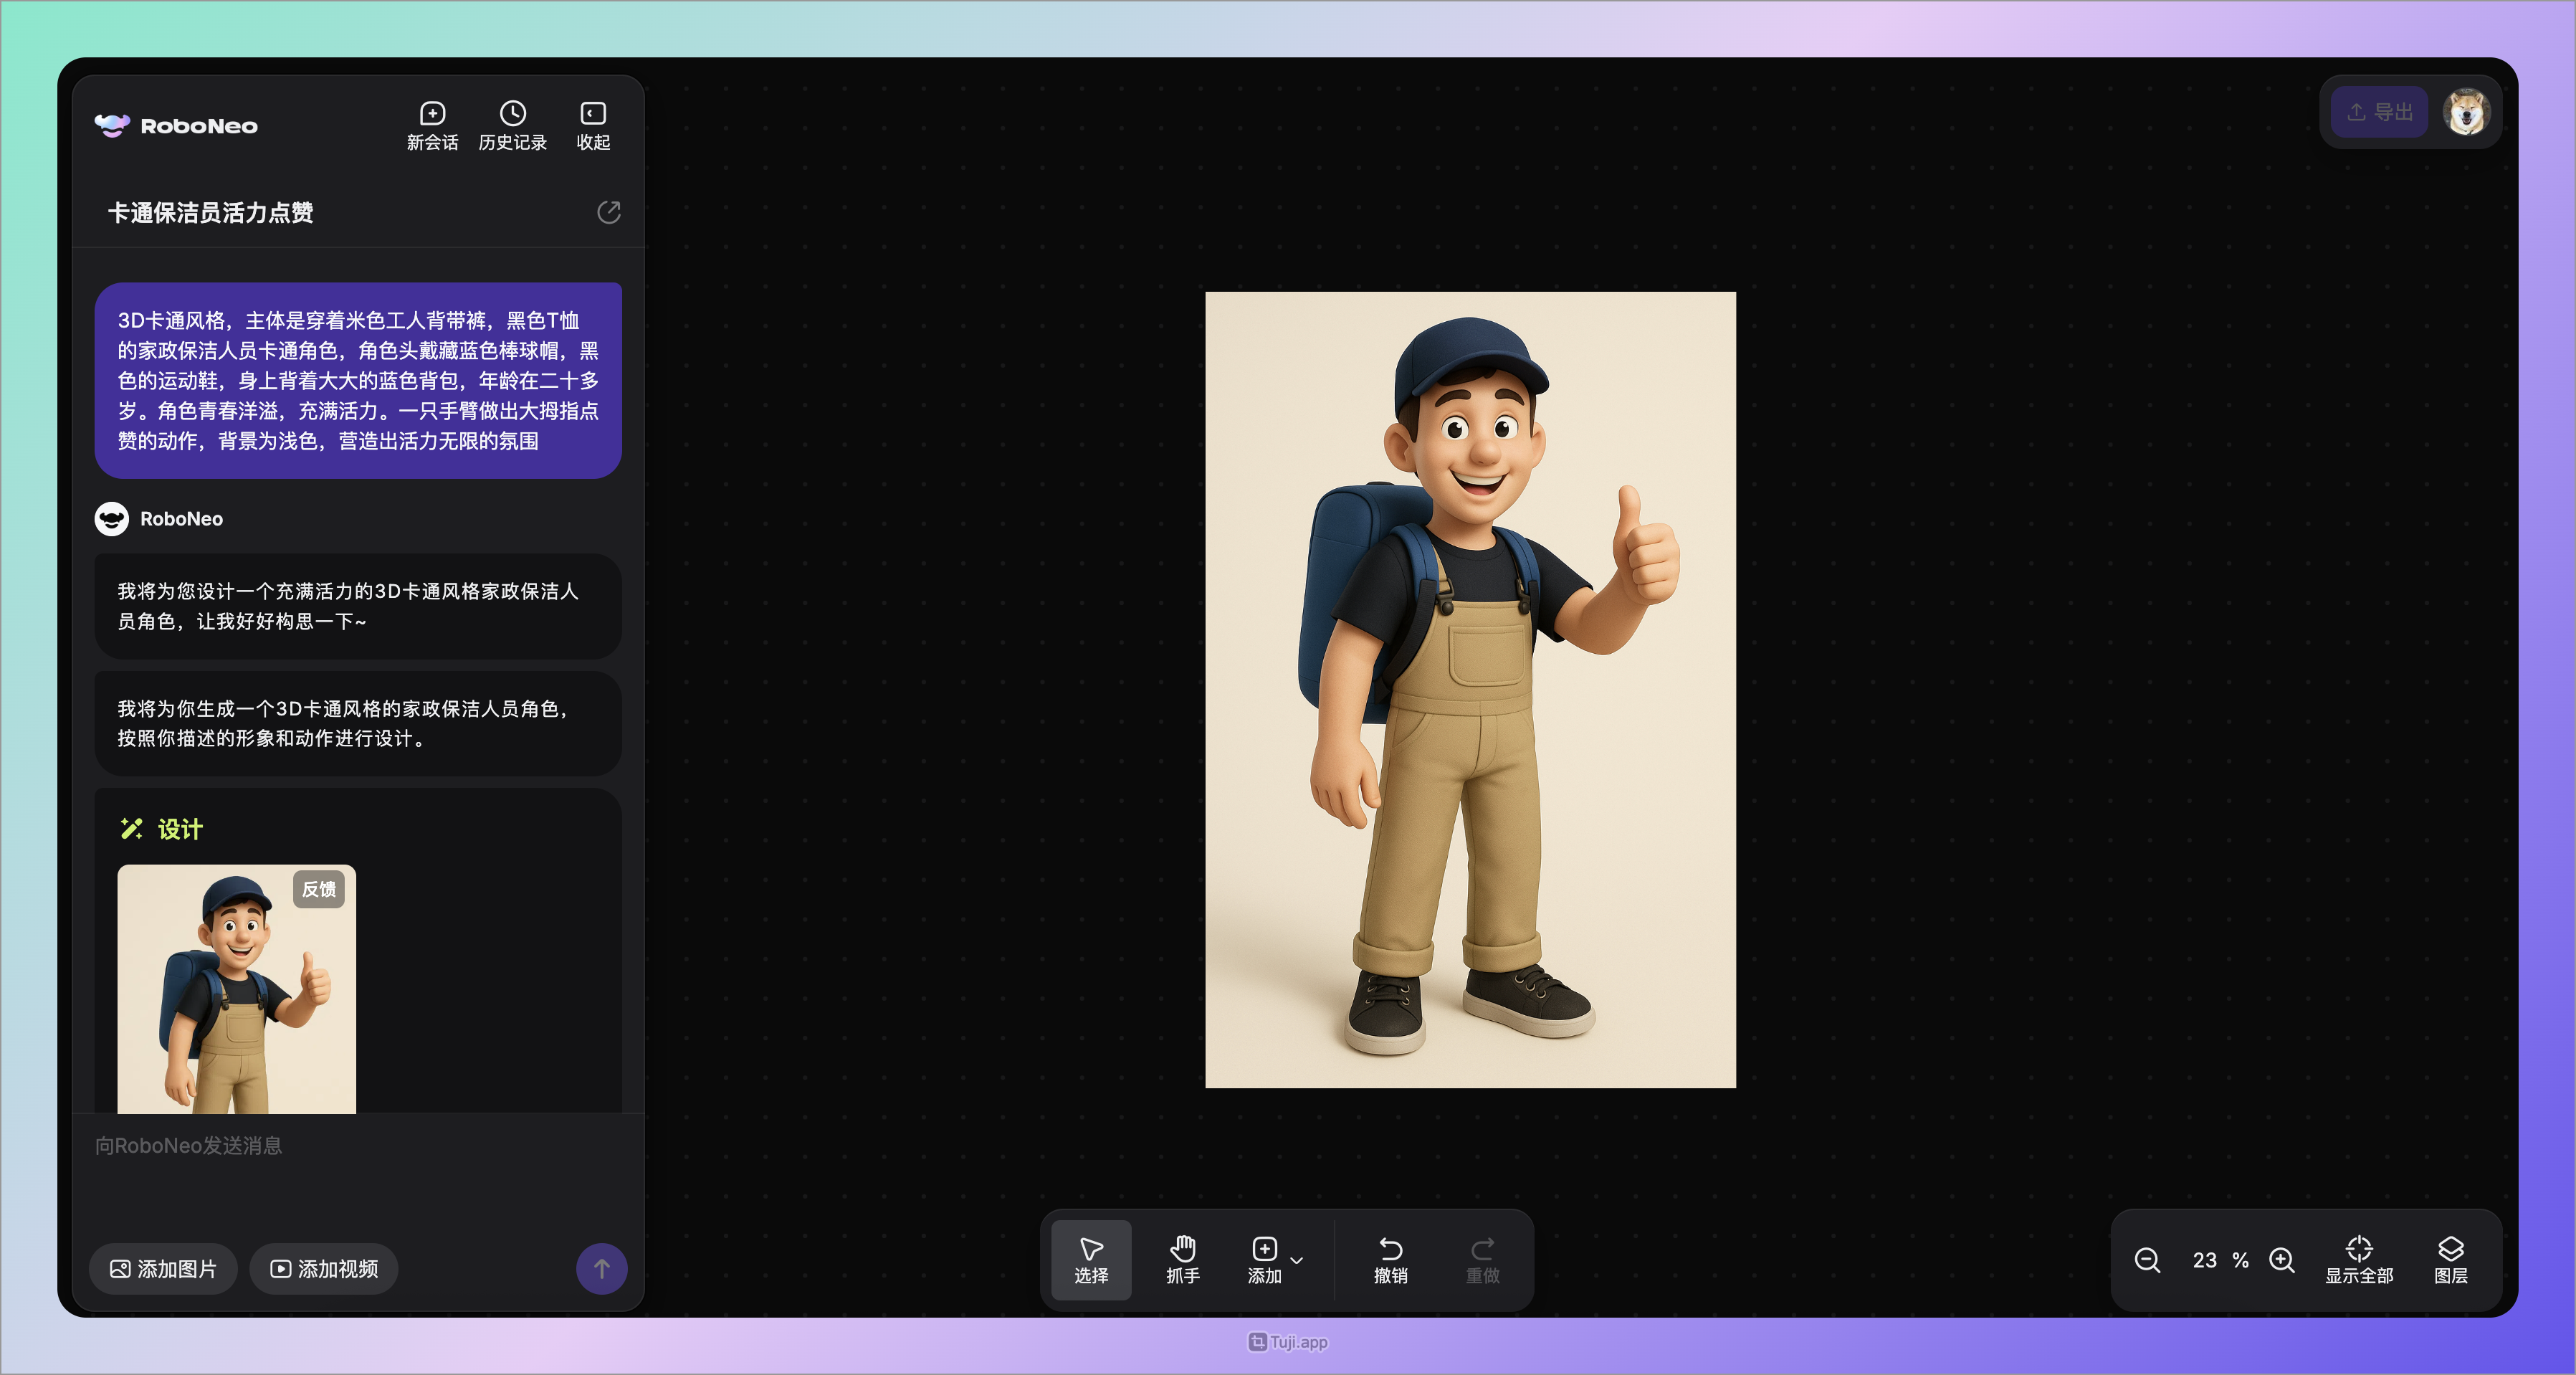 RoboNeo
新会话
历史记录
收起
导出
卡通保洁员活力点赞
3D卡通风格，主体是穿着米色工人背带裤，黑色T恤
的家政保洁人员卡通角色，角色头戴藏蓝色棒球帽，黑
色的运动鞋，身上背着大大的蓝色背包，年龄在二十多
岁。角色青春洋溢，充满活力。一只手臂做出大拇指点
赞的动作，背景为浅色，营造出活力无限的氛围
RoboNeo
我将为您设计一个充满活力的3D卡通风格家政保洁人
员角色，让我好好构思一下~
我将为你生成一个3D卡通风格的家政保洁人员角色，
按照你描述的形象和动作进行设计。
设计
反馈
向RoboNeo发送消息
添加图片
添加视频
选择
抓手
添加
撤销
重做
23 %
显示全部
图层
Tuji.app